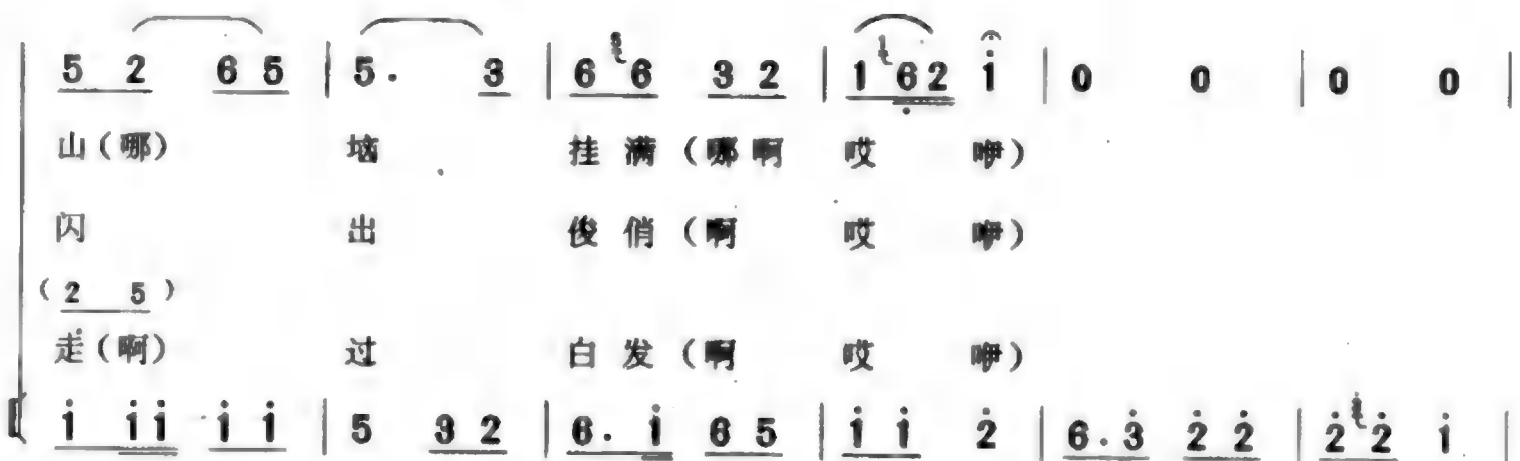 5 2 6 5 | 5. 3 | 6 6 3 2 | 1 6 2 i | 0 0 | 0 0 |
山(哪) 垴 挂满(哪啊 哎 咿)
闪 出 俊俏(啊 哎 咿)
(2 5)
走(啊) 过 白发(啊 哎 咿)
i i i i i | 5 3 2 | 6. i 6 5 | i i 2̇ | 6. 3̇ 2̇ 2̇ | 2̇ 2̇ i |